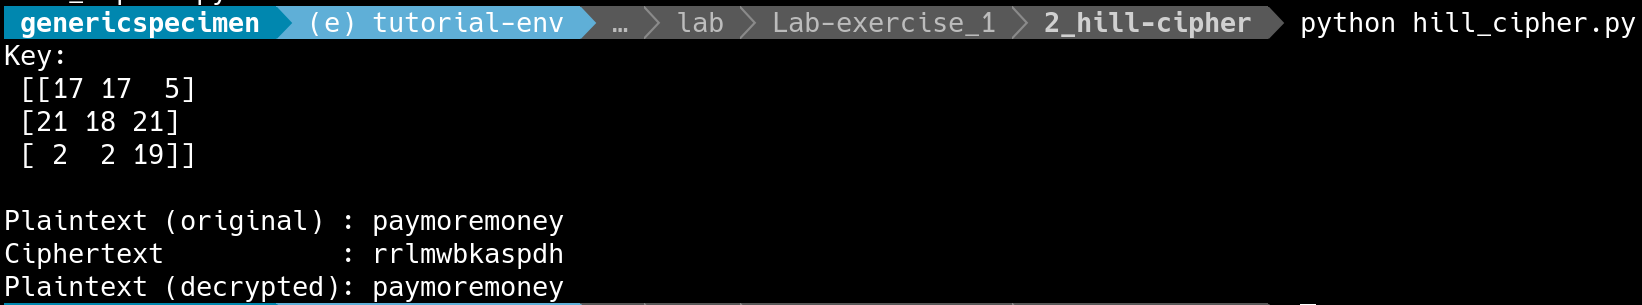 genericspecimen (e) tutorial-env … lab Lab-exercise_1 2_hill-cipher python hill_cipher.py
Key:
 [[17 17  5]
 [21 18 21]
 [ 2  2 19]]
Plaintext (original) : paymoremoney
Ciphertext           : rrlmwbkaspdh
Plaintext (decrypted): paymoremoney